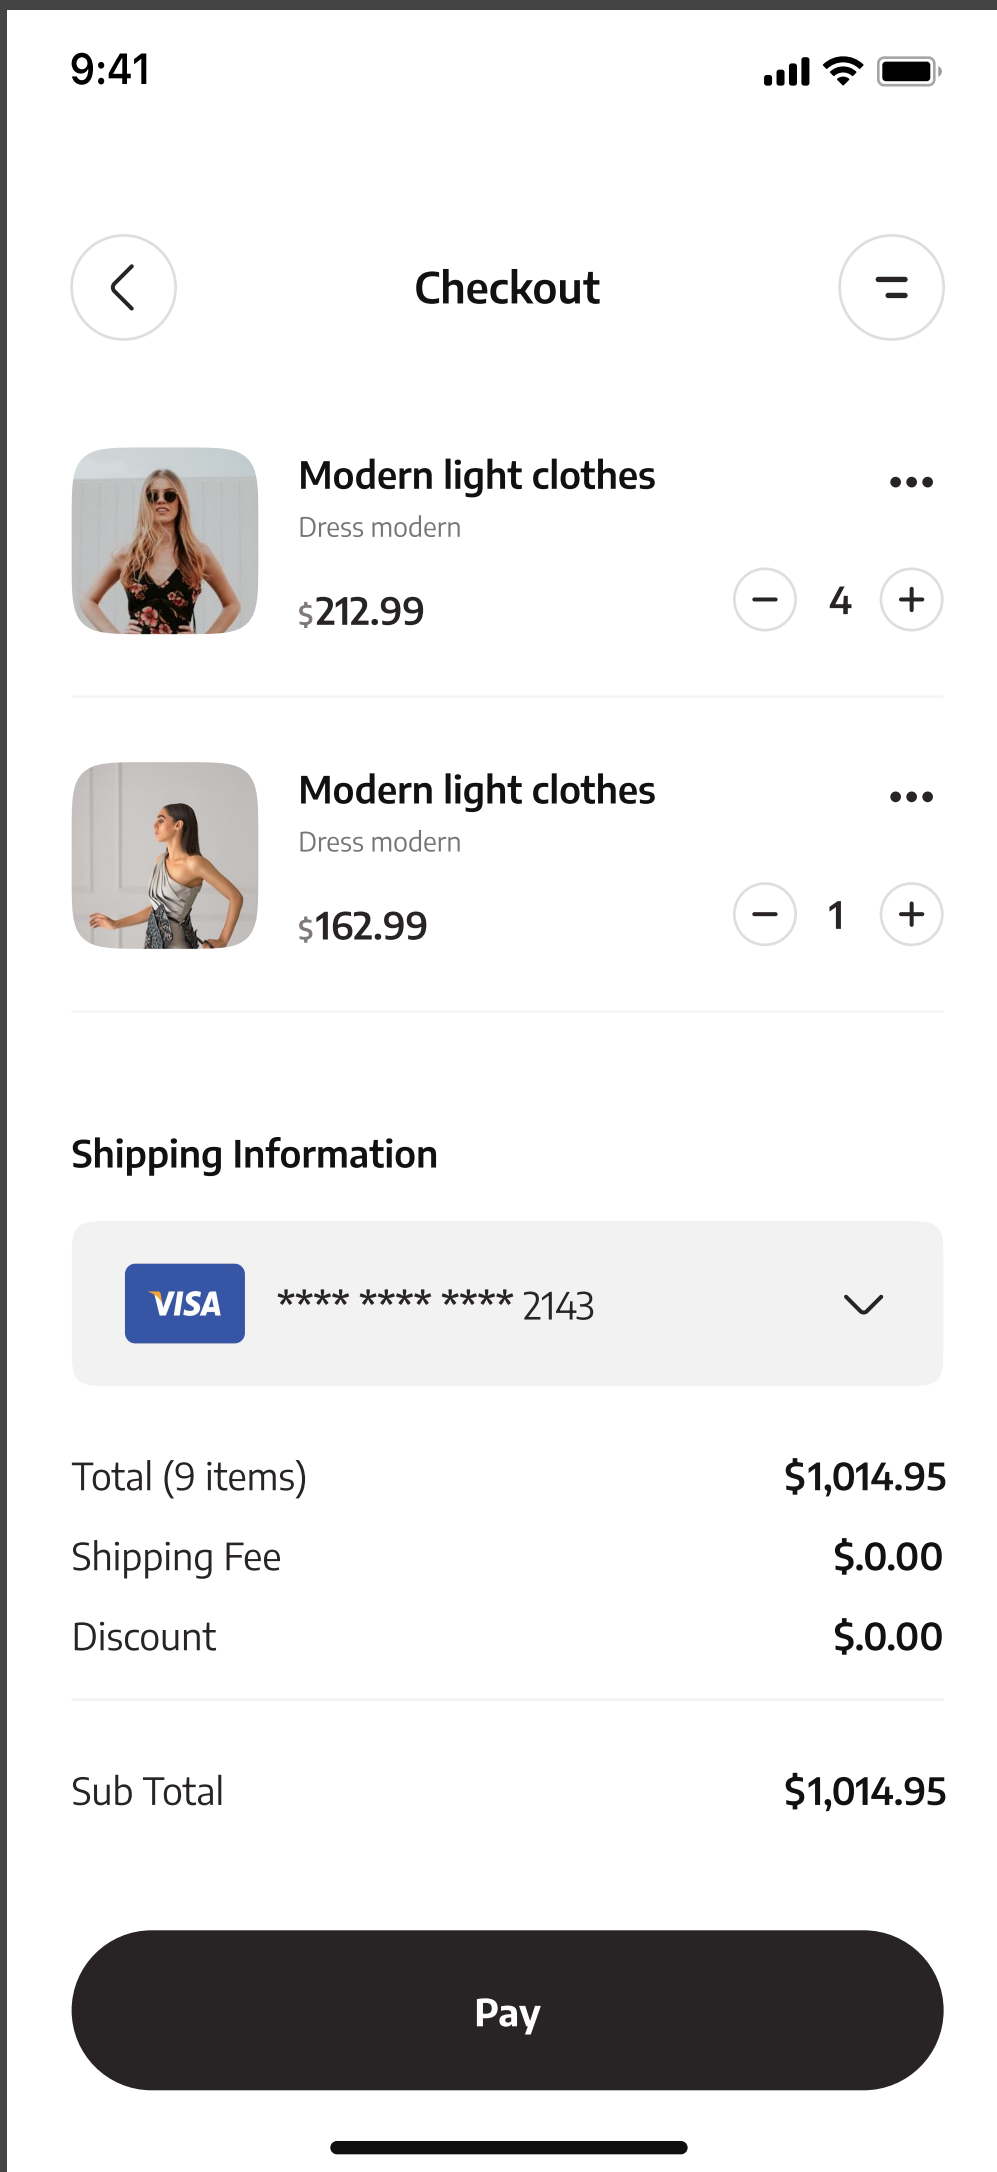 9:41
Checkout
Modern light clothes
Dress modern
$212.99
4
Modern light clothes
Dress modern
$162.99
1
Shipping Information
VISA **** **** **** 2143
Total (9 items) $1,014.95
Shipping Fee $.0.00
Discount $.0.00
Sub Total $1,014.95
Pay